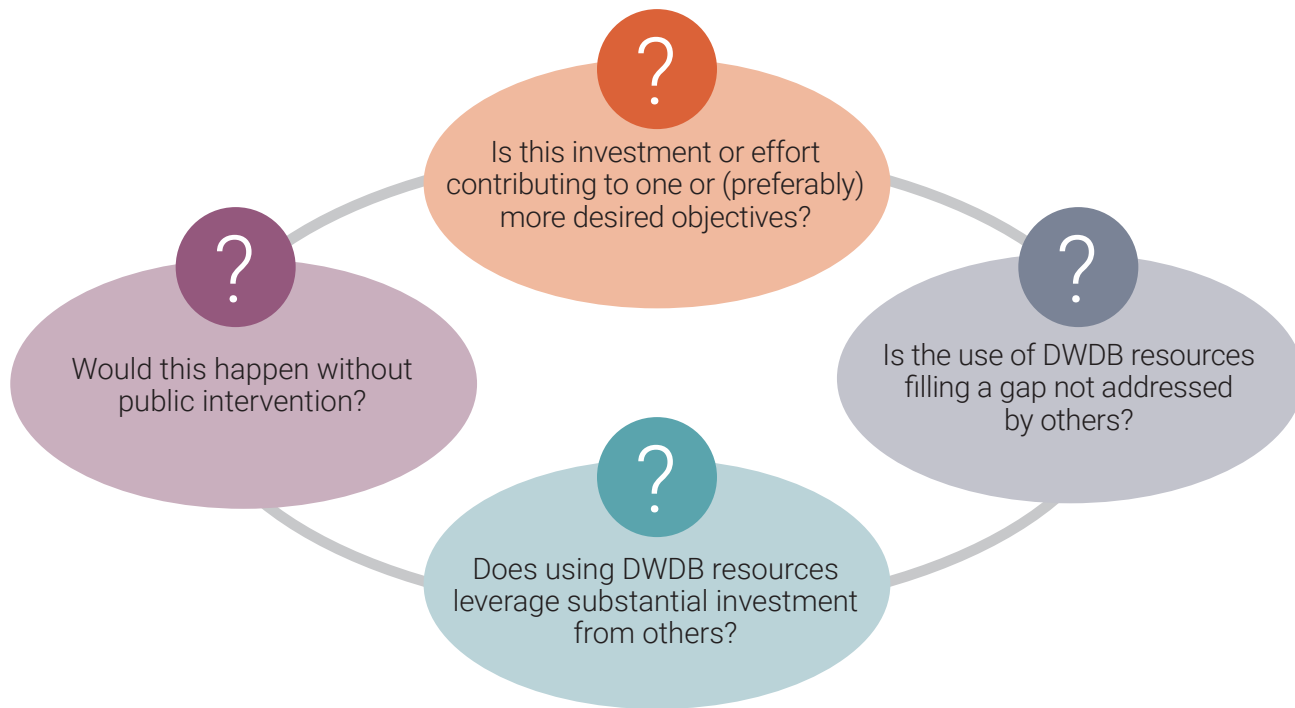 ?
Is this investment or effort
contributing to one or (preferably)
more desired objectives?
?
Is the use of DWDB resources
filling a gap not addressed
by others?
?
Does using DWDB resources
leverage substantial investment
from others?
?
Would this happen without
public intervention?